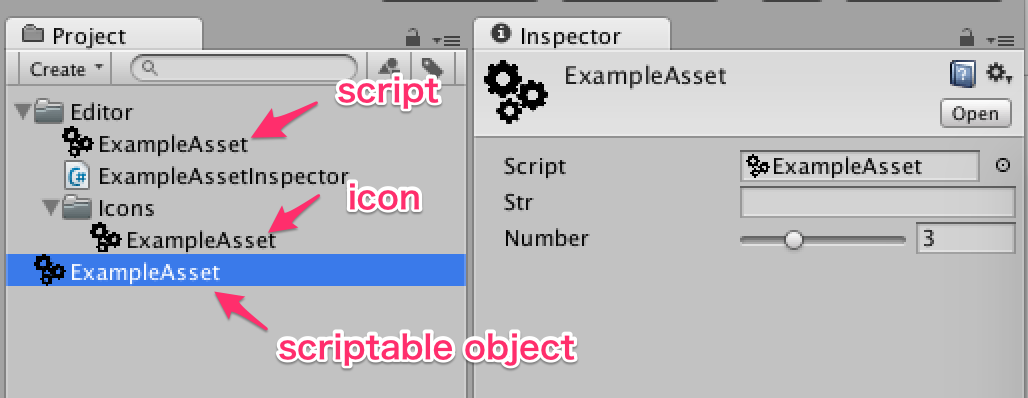 Project
Create
script
Editor
ExampleAsset
ExampleAssetInspector
icon
Icons
ExampleAsset
ExampleAsset
scriptable object
Inspector
ExampleAsset
Open
Script ExampleAsset
Str
Number 3